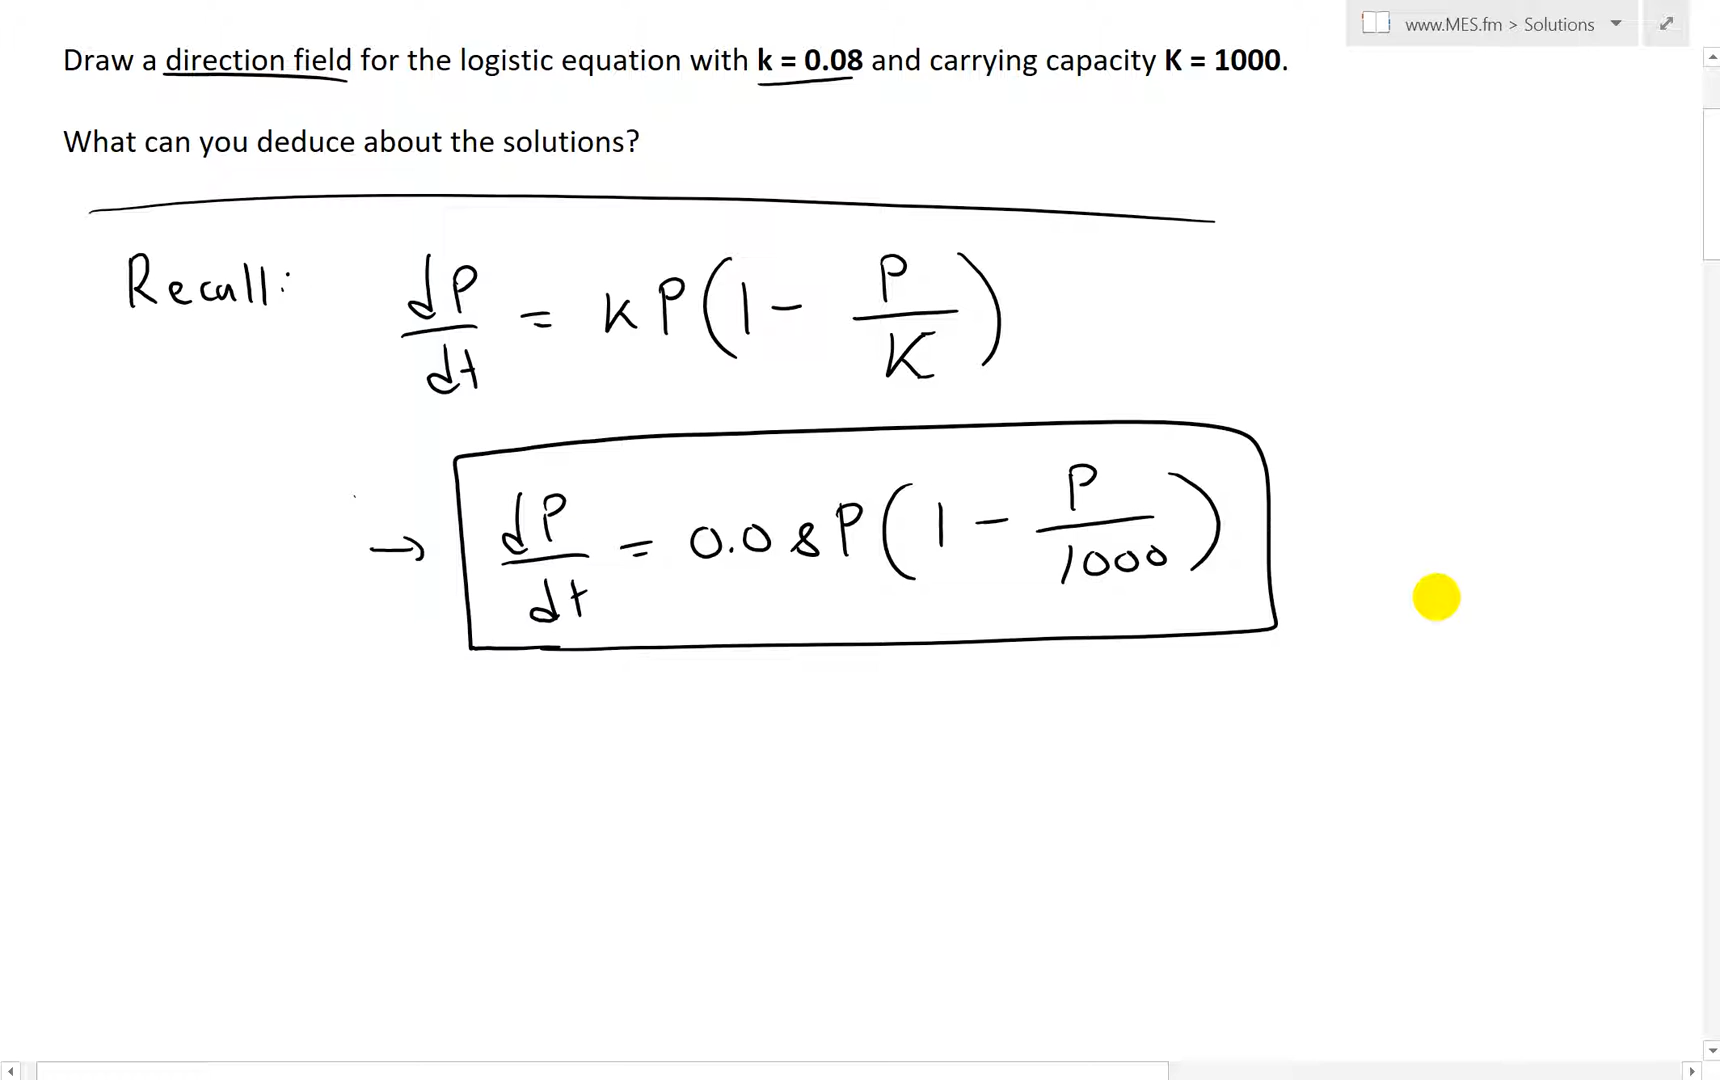 www.MES.fm > Solutions
Draw a direction field for the logistic equation with k = 0.08 and carrying capacity K = 1000.
What can you deduce about the solutions?
Recall: dP/dt = kP(1 - P/K)
→ dP/dt = 0.08P(1 - P/1000)